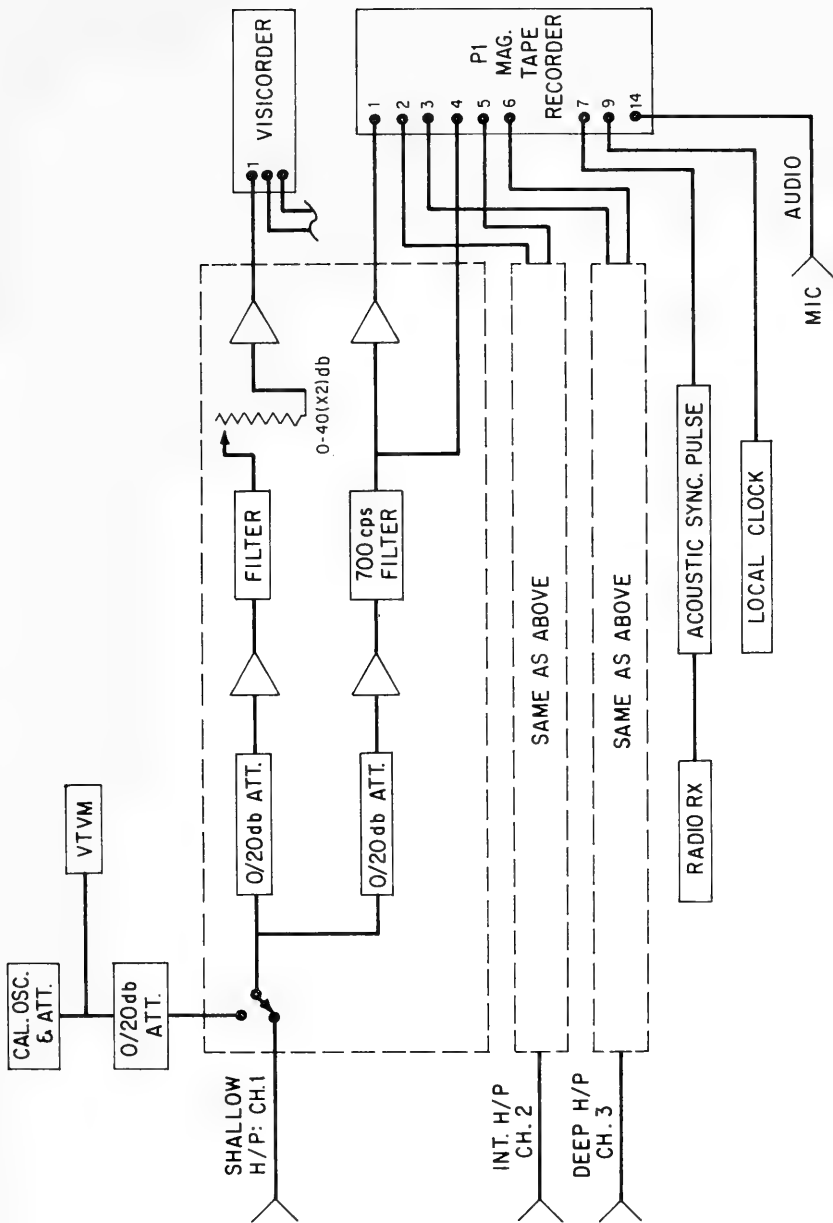 CAL. OSC.
& ATT.
VTVM
0/20db
ATT.
SHALLOW
H/P: CH.1
0/20db ATT.
FILTER
0-40(X2)db
VISICORDER
1
0/20db ATT.
700 cps
FILTER
P1
MAG.
TAPE
RECORDER
1
2
3
4
5
6
7
9
14
INT. H/P
CH. 2
SAME AS ABOVE
DEEP H/P
CH. 3
SAME AS ABOVE
RADIO RX
ACOUSTIC SYNC. PULSE
LOCAL CLOCK
MIC
AUDIO